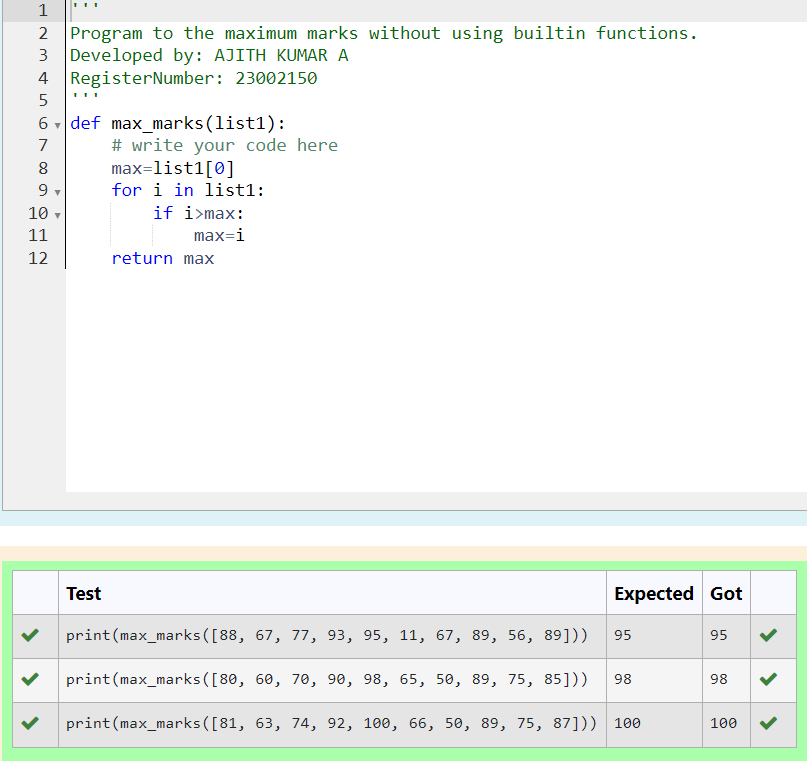 1 '''
2 Program to the maximum marks without using builtin functions.
3 Developed by: AJITH KUMAR A
4 RegisterNumber: 23002150
5 '''
6 def max_marks(list1):
7     # write your code here
8     max=list1[0]
9     for i in list1:
10         if i>max:
11             max=i
12     return max
Test Expected Got
print(max_marks([88, 67, 77, 93, 95, 11, 67, 89, 56, 89])) 95 95
print(max_marks([80, 60, 70, 90, 98, 65, 50, 89, 75, 85])) 98 98
print(max_marks([81, 63, 74, 92, 100, 66, 50, 89, 75, 87])) 100 100